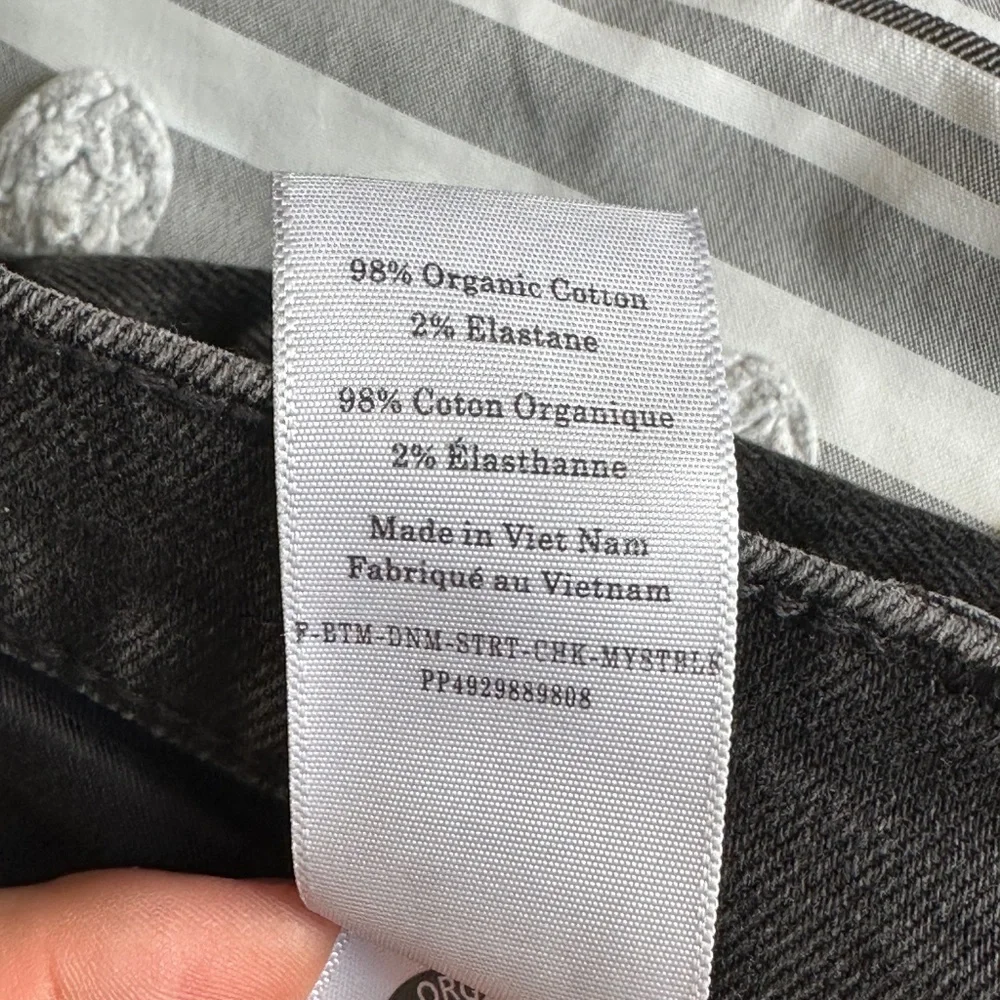 98% Organic Cotton
2% Elastane
98% Coton Organique
2% Élasthanne
Made in Viet Nam
Fabriqué au Vietnam
F-BTM-DNM-STRT-CHK-MYSTBLK
PP4929889808